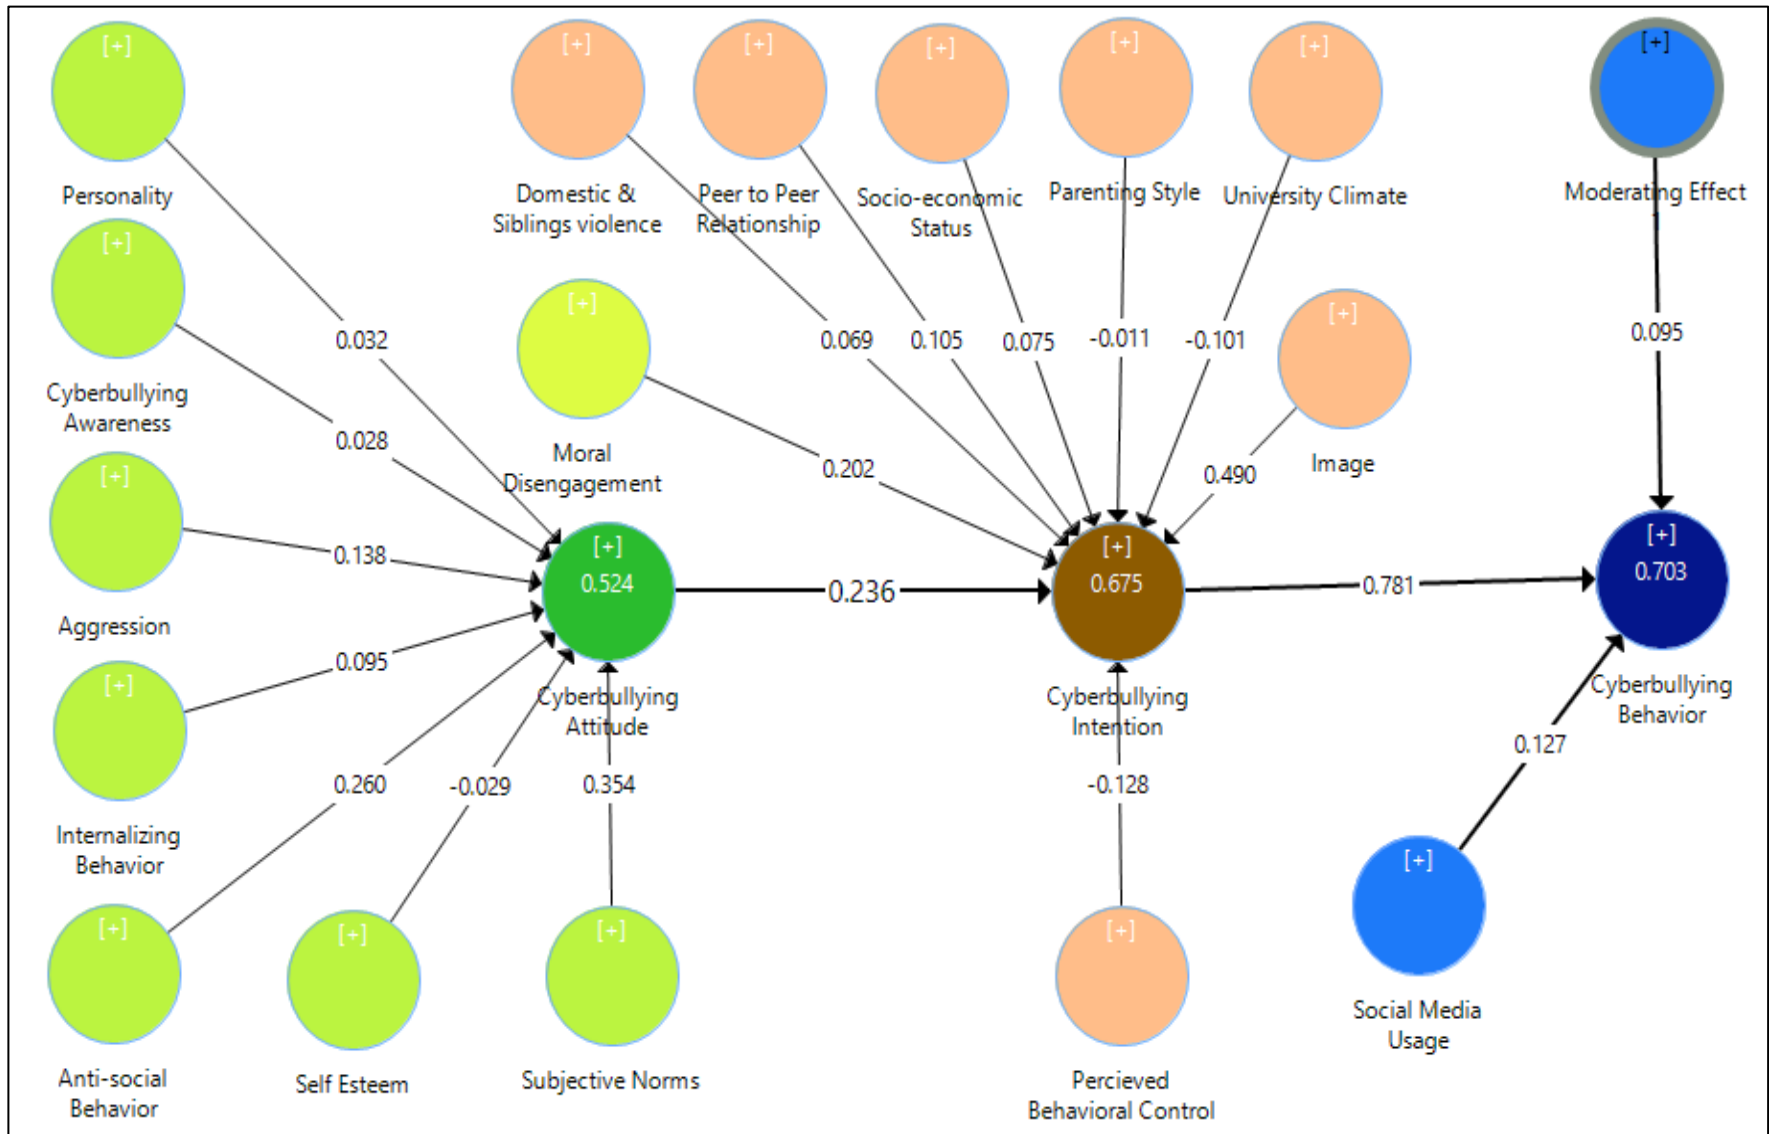 [+]
Personality
[+]
Cyberbullying
Awareness
[+]
Aggression
[+]
Internalizing
Behavior
[+]
Anti-social
Behavior
[+]
Self Esteem
[+]
Subjective Norms
0.032
0.028
0.138
0.095
0.260
-0.029
0.354
[+]
0.524
Cyberbullying
Attitude
[+]
Domestic &
Siblings violence
[+]
Peer to Peer
Relationship
[+]
Socio-economic
Status
[+]
Parenting Style
[+]
University Climate
[+]
Moral
Disengagement
[+]
Image
0.069
0.105
0.075
-0.011
-0.101
0.202
0.490
0.236
[+]
0.675
Cyberbullying
Intention
-0.128
[+]
Percieved
Behavioral Control
[+]
Moderating Effect
0.095
0.781
[+]
0.703
Cyberbullying
Behavior
0.127
[+]
Social Media
Usage